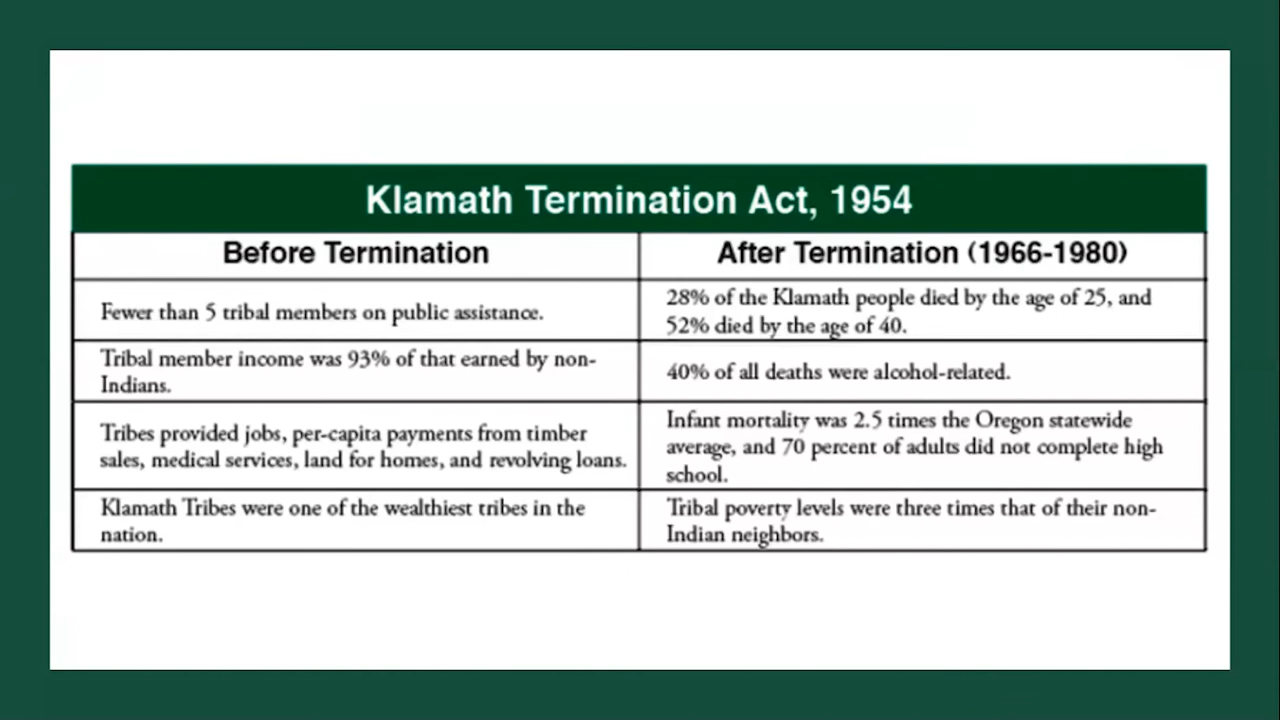 Klamath Termination Act, 1954
Before Termination
After Termination (1966-1980)
Fewer than 5 tribal members on public assistance.
28% of the Klamath people died by the age of 25, and
52% died by the age of 40.
Tribal member income was 93% of that earned by non-
Indians.
40% of all deaths were alcohol-related.
Tribes provided jobs, per-capita payments from timber
sales, medical services, land for homes, and revolving loans.
Infant mortality was 2.5 times the Oregon statewide
average, and 70 percent of adults did not complete high
school.
Klamath Tribes were one of the wealthiest tribes in the
nation.
Tribal poverty levels were three times that of their non-
Indian neighbors.